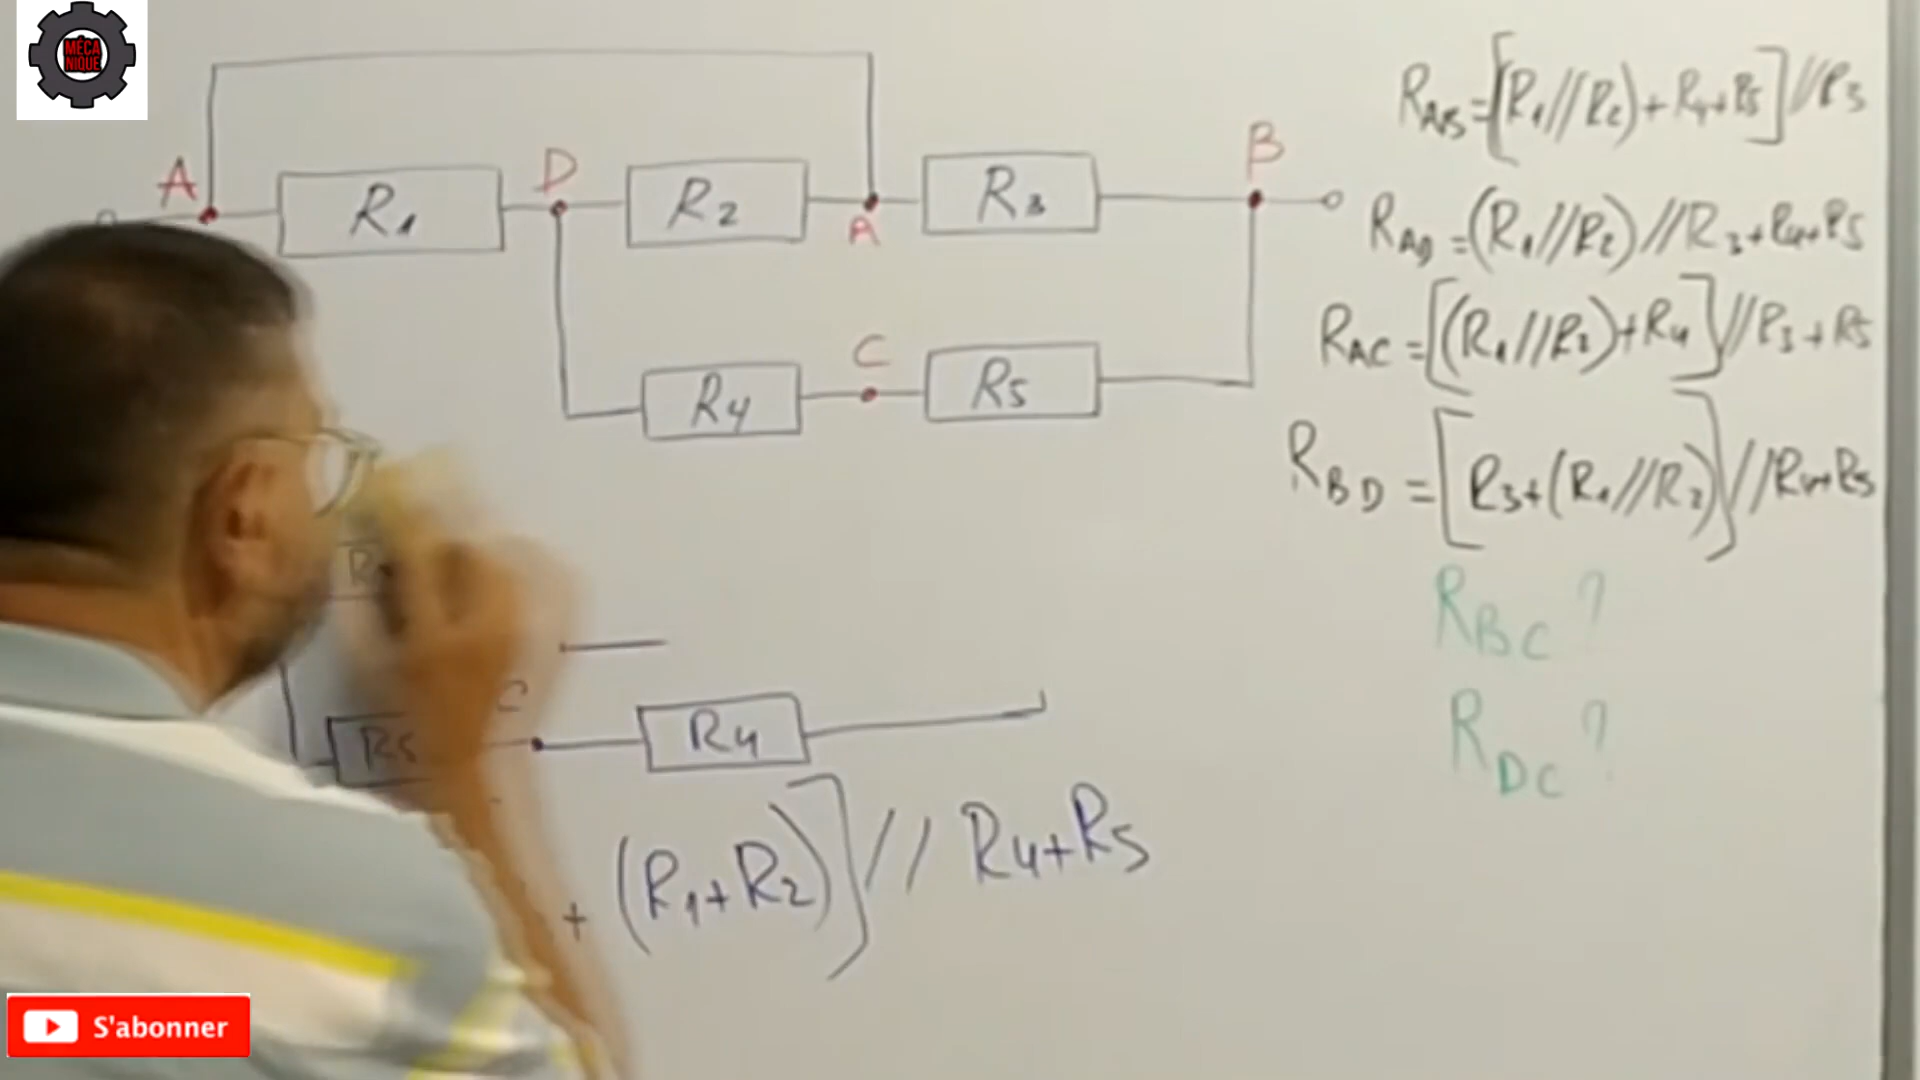 MÉCA
NIQUE
A
R1
D
R2
A
R3
B
R4
C
R5
RAB=[(R1//R2)+R4+R5]//R3
RAD=(R1//R2)//R3+R4+R5
RAC=[(R1//R2)+R4]//R3+R5
RBD=[R3+(R1//R2)]//R4+R5
RBC?
RDC?
C
R5
R4
+(R1+R2)]//R4+R5
S'abonner